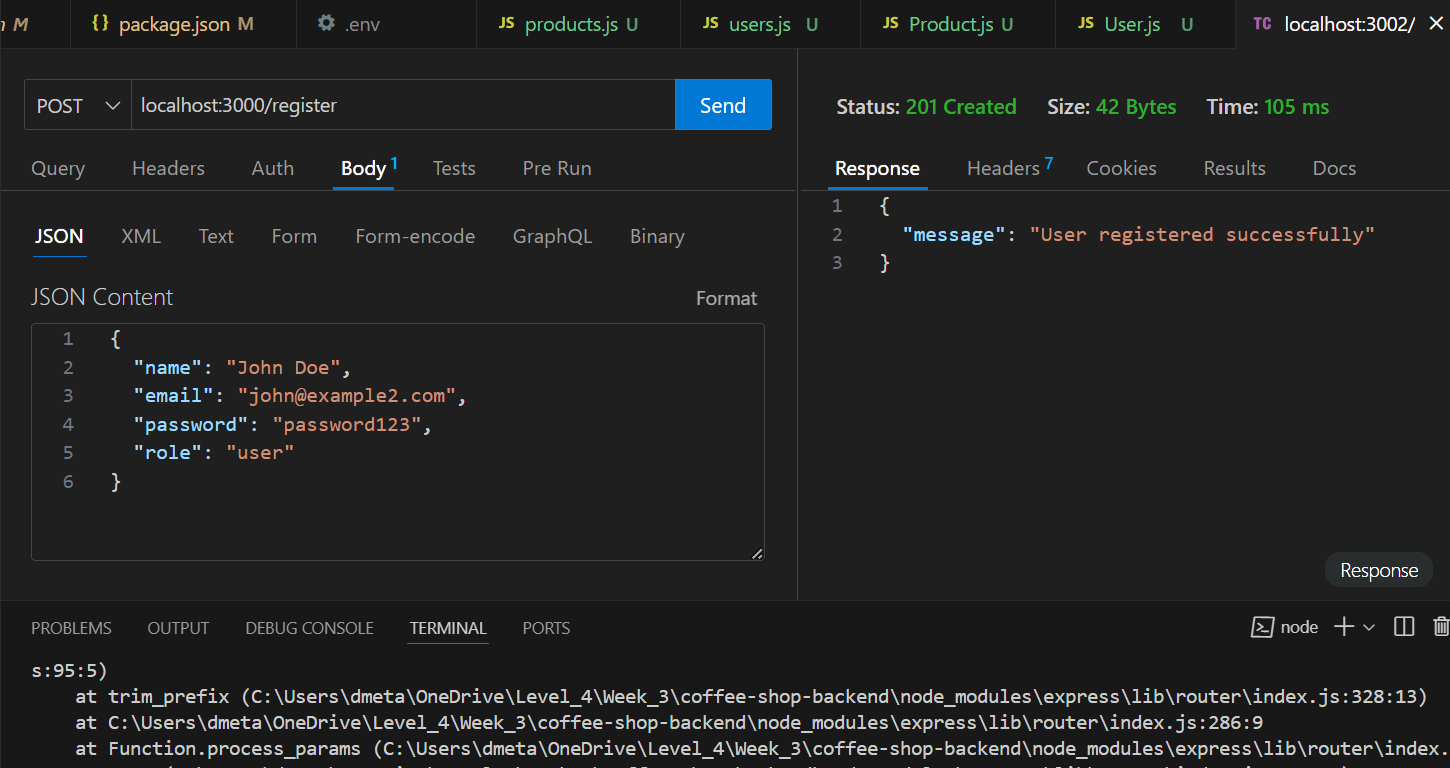 M
{} package.json M
.env
JS products.js U
JS users.js U
JS Product.js U
JS User.js U
TC localhost:3002/
POST
localhost:3000/register
Send
Query
Headers
Auth
Body 1
Tests
Pre Run
JSON
XML
Text
Form
Form-encode
GraphQL
Binary
JSON Content
Format
1 {
2 "name": "John Doe",
3 "email": "john@example2.com",
4 "password": "password123",
5 "role": "user"
6 }
Status: 201 Created
Size: 42 Bytes
Time: 105 ms
Response
Headers 7
Cookies
Results
Docs
1 {
2 "message": "User registered successfully"
3 }
Response
PROBLEMS
OUTPUT
DEBUG CONSOLE
TERMINAL
PORTS
node
s:95:5)
at trim_prefix (C:\Users\dmeta\OneDrive\Level_4\Week_3\coffee-shop-backend\node_modules\express\lib\router\index.js:328:13)
at C:\Users\dmeta\OneDrive\Level_4\Week_3\coffee-shop-backend\node_modules\express\lib\router\index.js:286:9
at Function.process_params (C:\Users\dmeta\OneDrive\Level_4\Week_3\coffee-shop-backend\node_modules\express\lib\router\index.